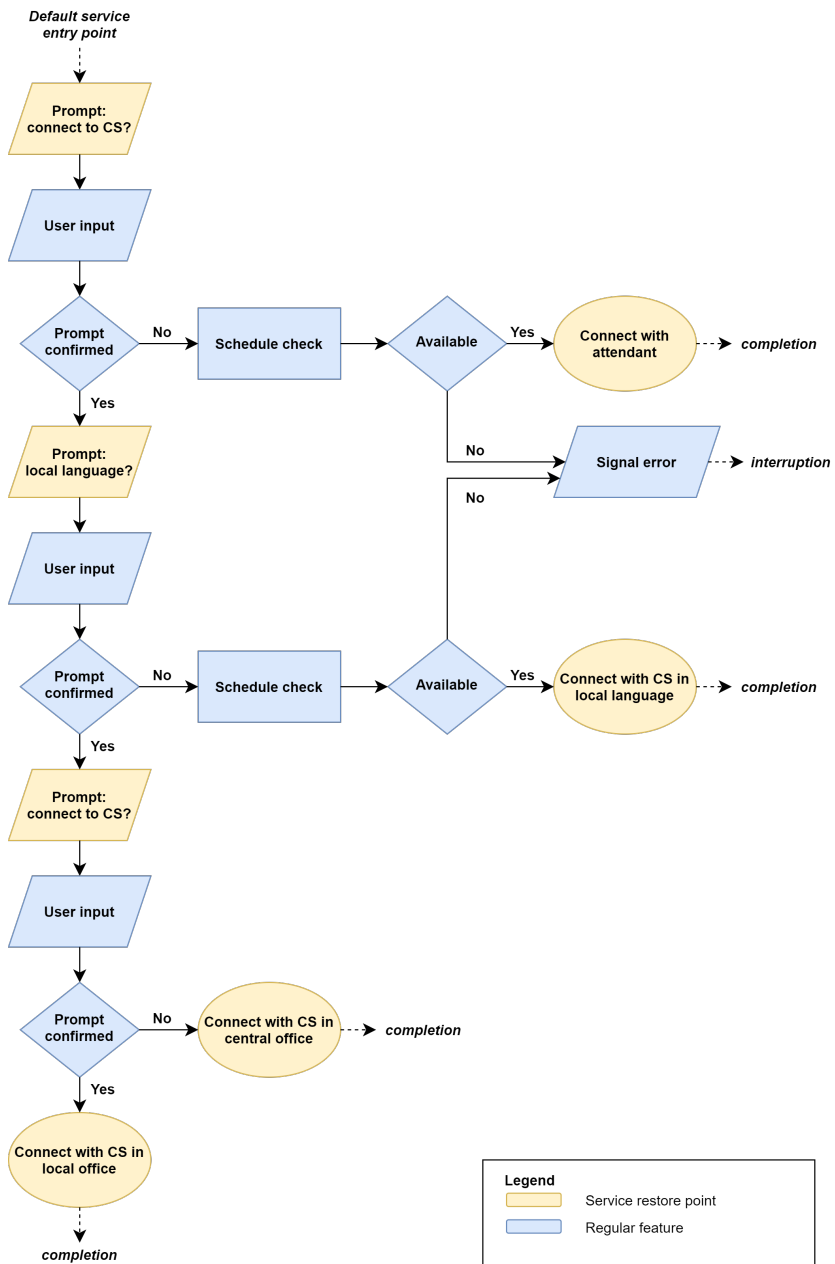 Default service
entry point
Prompt:
connect to CS?
User input
Prompt
confirmed
No
Schedule check
Available
Yes
Connect with
attendant
completion
Yes
No
Prompt:
local language?
Signal error
interruption
No
User input
Prompt
confirmed
No
Schedule check
Available
Yes
Connect with CS in
local language
completion
Yes
Prompt:
connect to CS?
User input
Prompt
confirmed
No
Connect with CS in
central office
completion
Yes
Connect with CS in
local office
completion
Legend
Service restore point
Regular feature